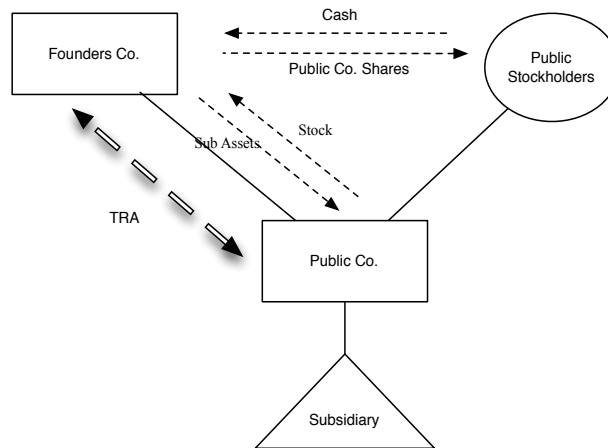 Cash
Founders Co.
Public Co. Shares
Public
Stockholders
Stock
Sub Assets
TRA
Public Co.
Subsidiary